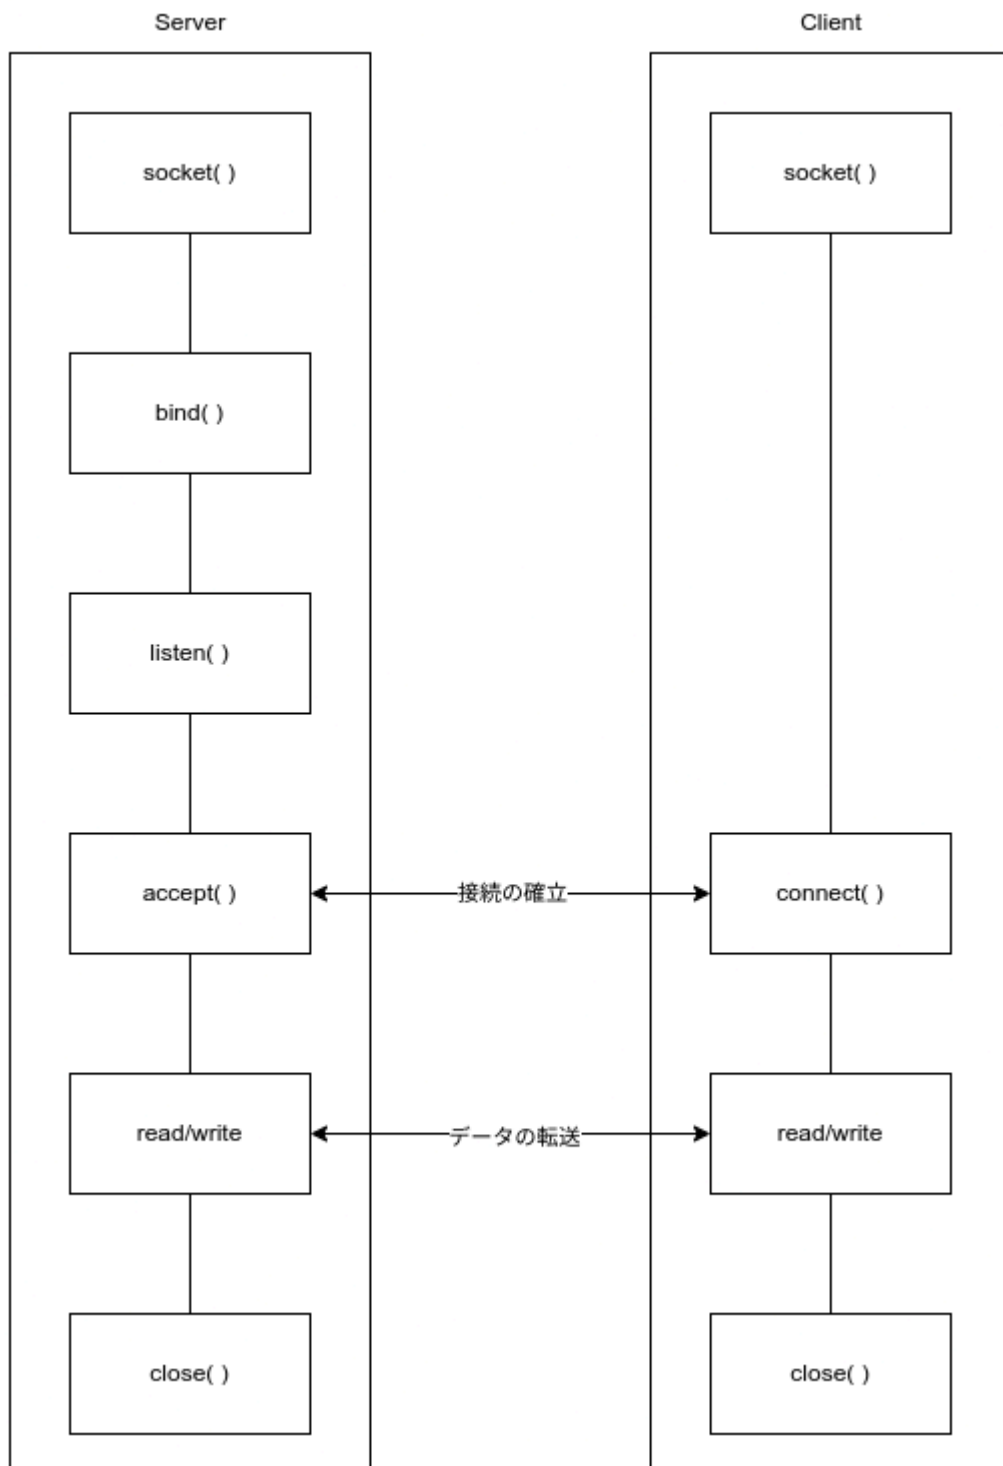 Server
Client
socket( )
socket( )
bind( )
listen( )
accept( )
接続の確立
connect( )
read/write
データの転送
read/write
close( )
close( )